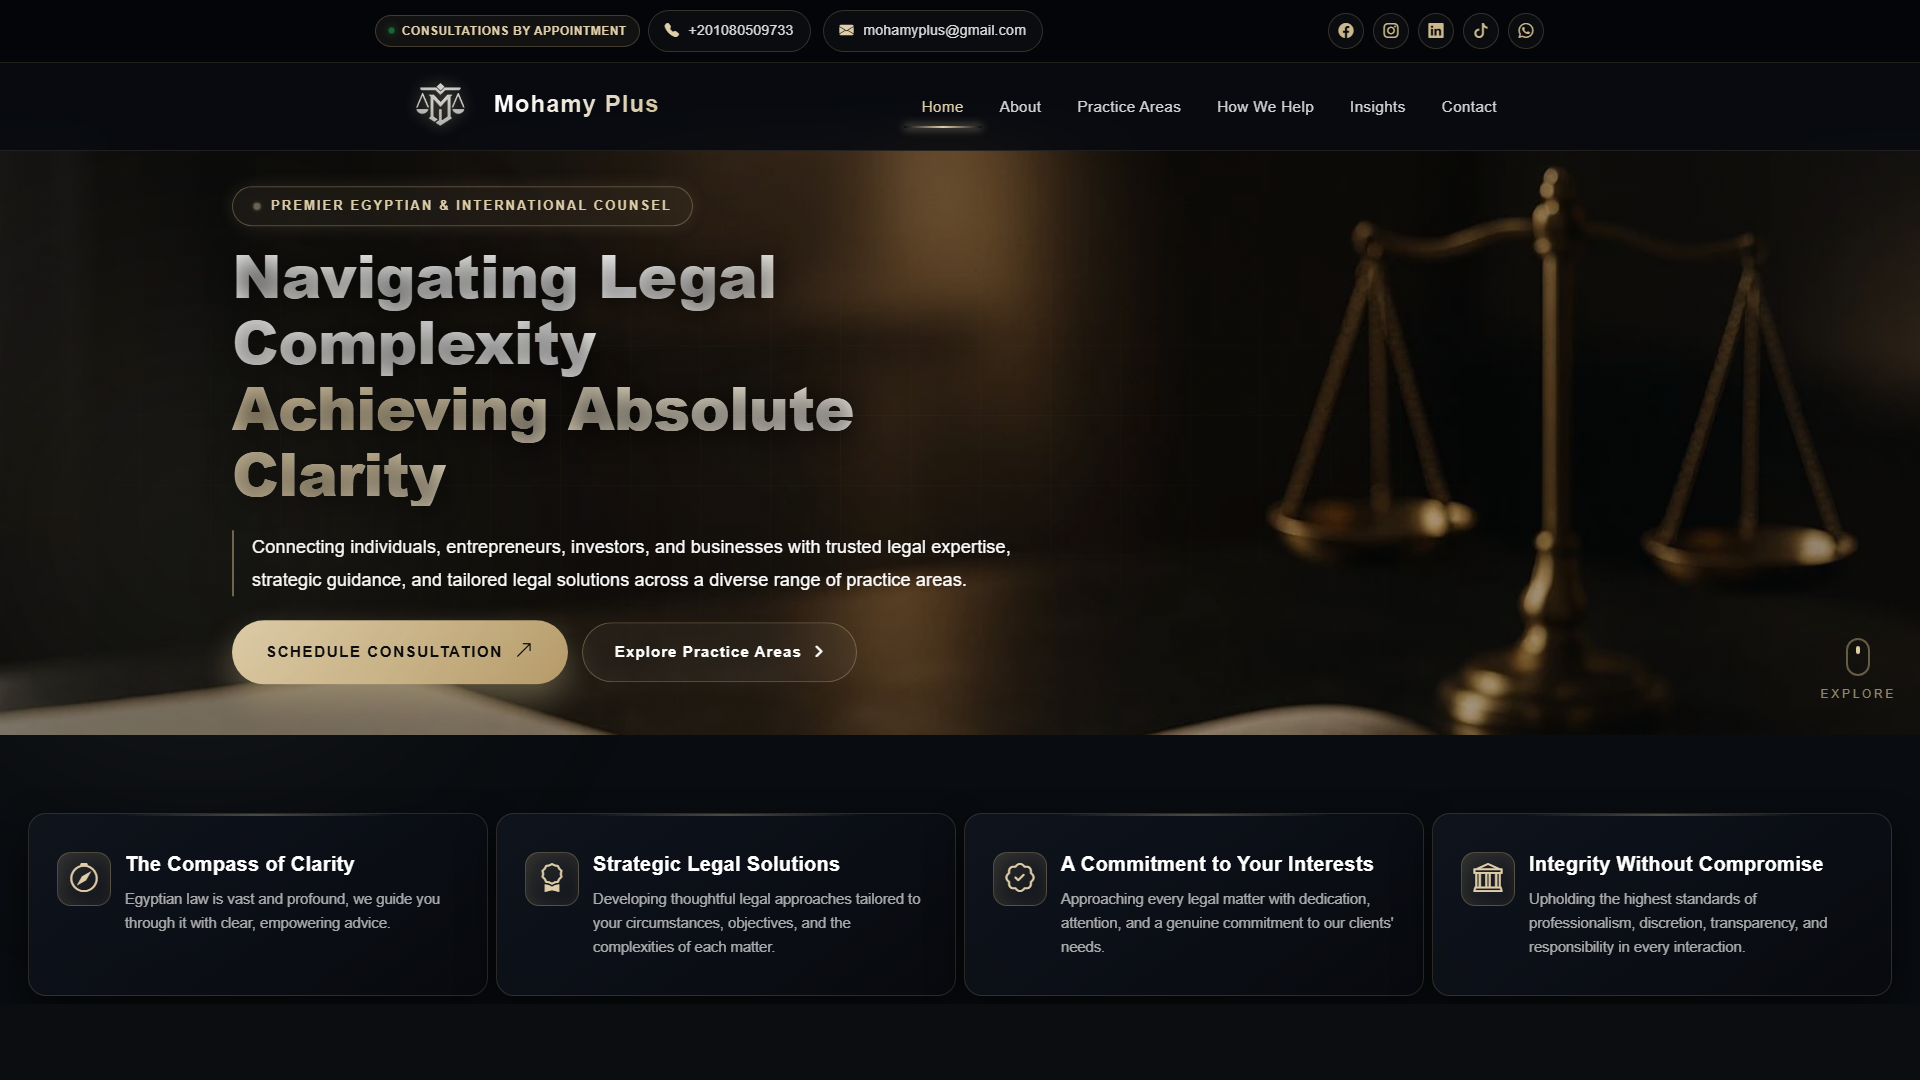 CONSULTATIONS BY APPOINTMENT
+201080509733
mohamyplus@gmail.com
Mohamy Plus
Home
About
Practice Areas
How We Help
Insights
Contact
PREMIER EGYPTIAN & INTERNATIONAL COUNSEL
Navigating Legal
Complexity
Achieving Absolute
Clarity
Connecting individuals, entrepreneurs, investors, and businesses with trusted legal expertise,
strategic guidance, and tailored legal solutions across a diverse range of practice areas.
SCHEDULE CONSULTATION
Explore Practice Areas
EXPLORE
The Compass of Clarity
Egyptian law is vast and profound, we guide you
through it with clear, empowering advice.
Strategic Legal Solutions
Developing thoughtful legal approaches tailored to
your circumstances, objectives, and the
complexities of each matter.
A Commitment to Your Interests
Approaching every legal matter with dedication,
attention, and a genuine commitment to our clients'
needs.
Integrity Without Compromise
Upholding the highest standards of
professionalism, discretion, transparency, and
responsibility in every interaction.